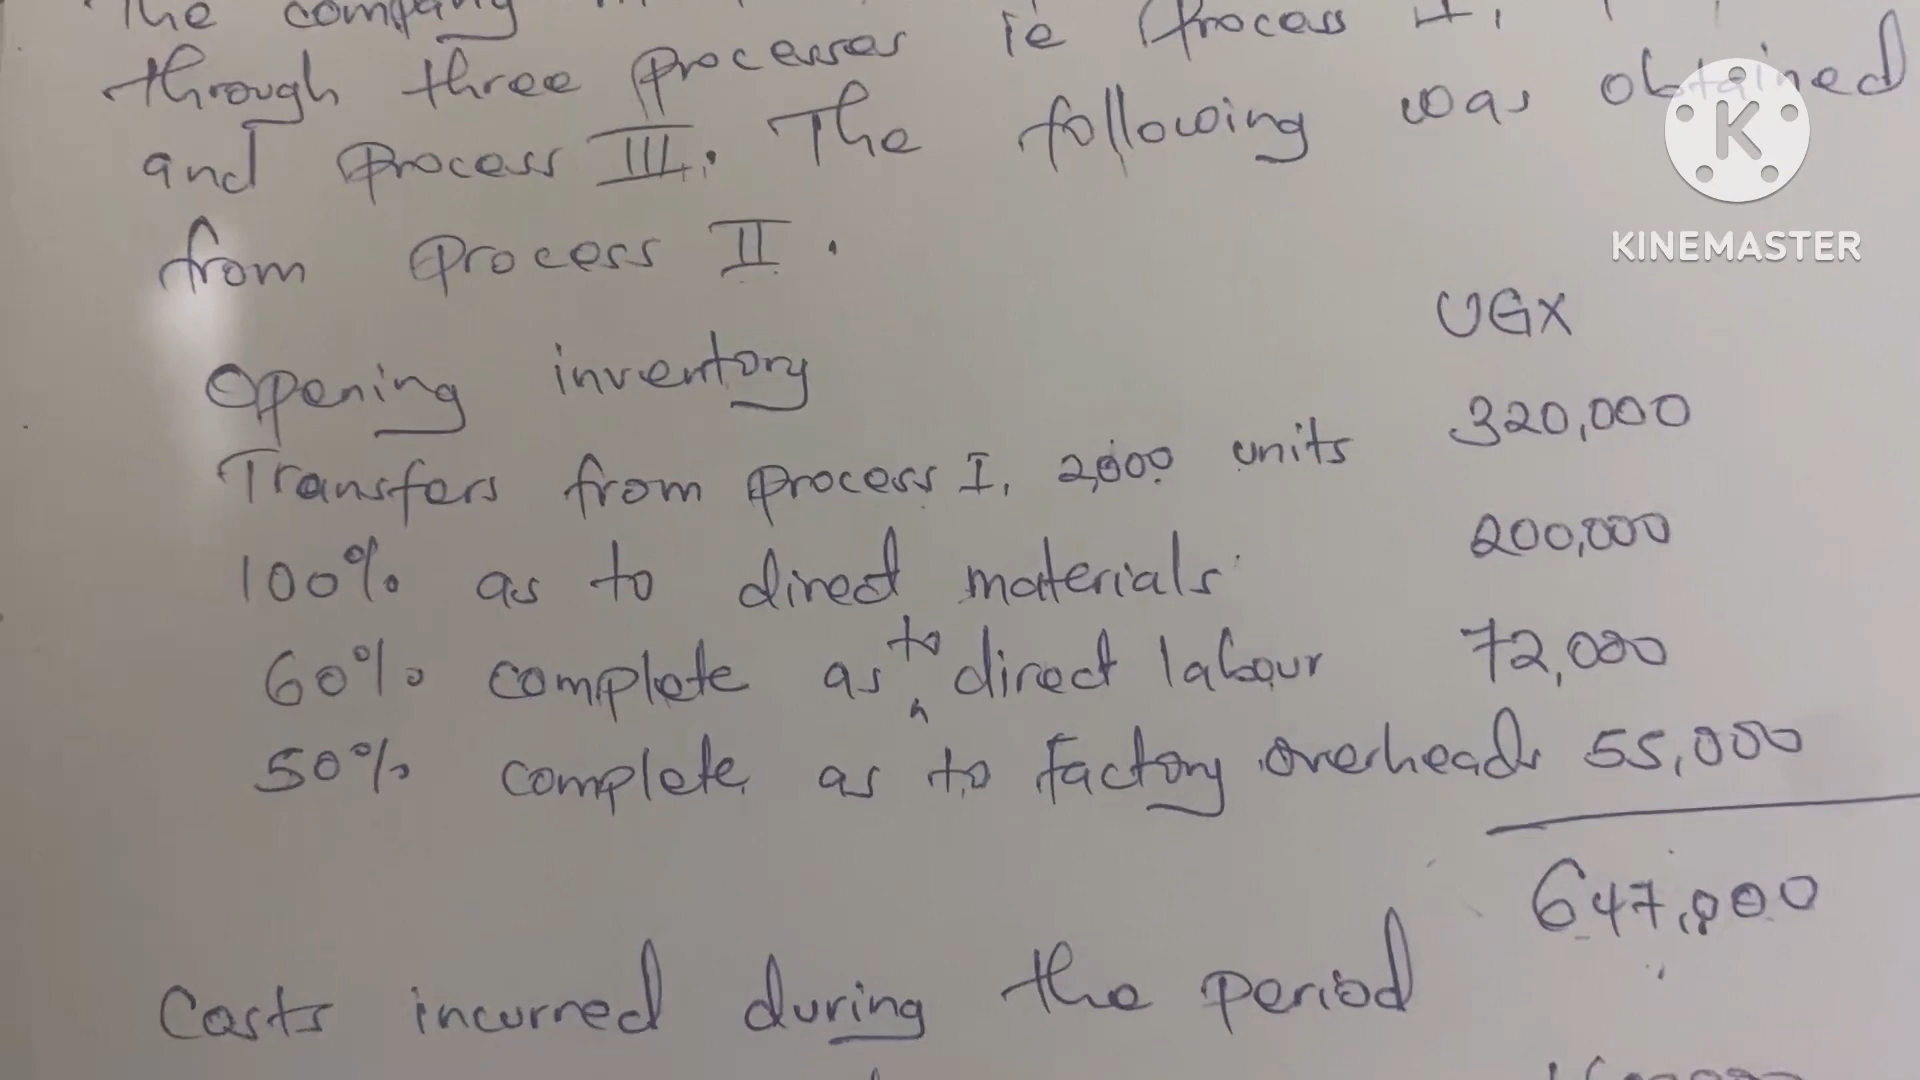 The company
through three processes ie Process II,
and process III. The following was obtained
from process II.
UGX
Opening inventory
Transfers from process I, 2,000 units 320,000
100% as to direct materials 200,000
60% complete as to direct labour 72,000
50% complete as to factory overheads 55,000
647,000
Costs incurred during the period
K
KINEMASTER